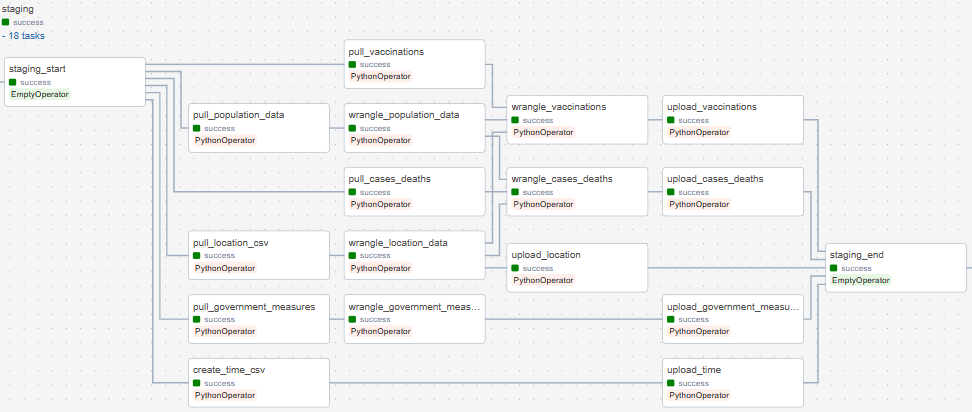 staging
success
- 18 tasks
staging_start
success
EmptyOperator
pull_vaccinations
success
PythonOperator
pull_population_data
success
PythonOperator
wrangle_population_data
success
PythonOperator
wrangle_vaccinations
success
PythonOperator
upload_vaccinations
success
PythonOperator
pull_cases_deaths
success
PythonOperator
wrangle_cases_deaths
success
PythonOperator
upload_cases_deaths
success
PythonOperator
pull_location_csv
success
PythonOperator
wrangle_location_data
success
PythonOperator
upload_location
success
PythonOperator
staging_end
success
EmptyOperator
pull_government_measures
success
PythonOperator
wrangle_government_meas...
success
PythonOperator
upload_government_measu...
success
PythonOperator
create_time_csv
success
PythonOperator
upload_time
success
PythonOperator